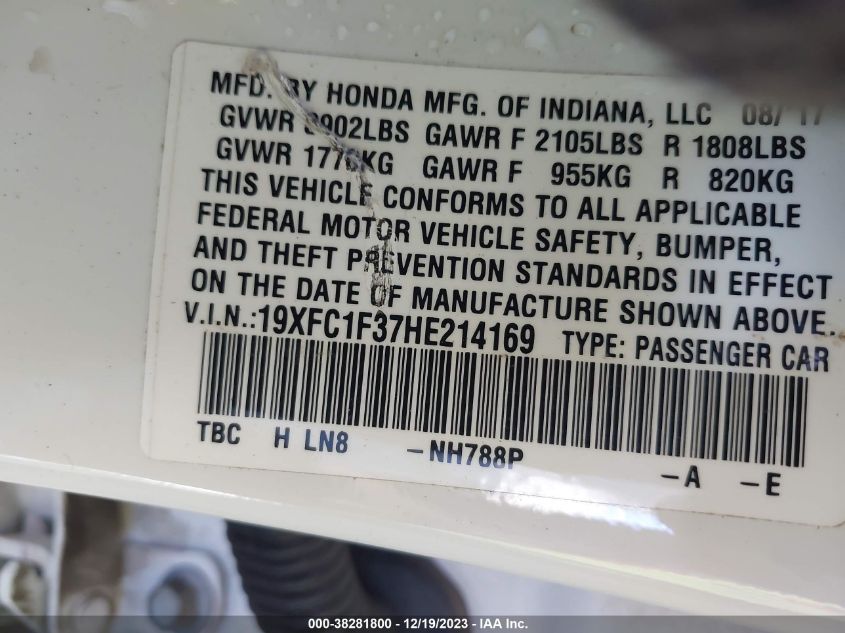 MFD. BY HONDA MFG. OF INDIANA, LLC 08/17
GVWR 3902LBS GAWR F 2105LBS R 1808LBS
GVWR 1770KG GAWR F 955KG R 820KG
THIS VEHICLE CONFORMS TO ALL APPLICABLE
FEDERAL MOTOR VEHICLE SAFETY, BUMPER,
AND THEFT PREVENTION STANDARDS IN EFFECT
ON THE DATE OF MANUFACTURE SHOWN ABOVE.
V.I.N.:19XFC1F37HE214169 TYPE: PASSENGER CAR
TBC H LN8 -NH788P -A -E
000-38281800 - 12/19/2023 - IAA Inc.